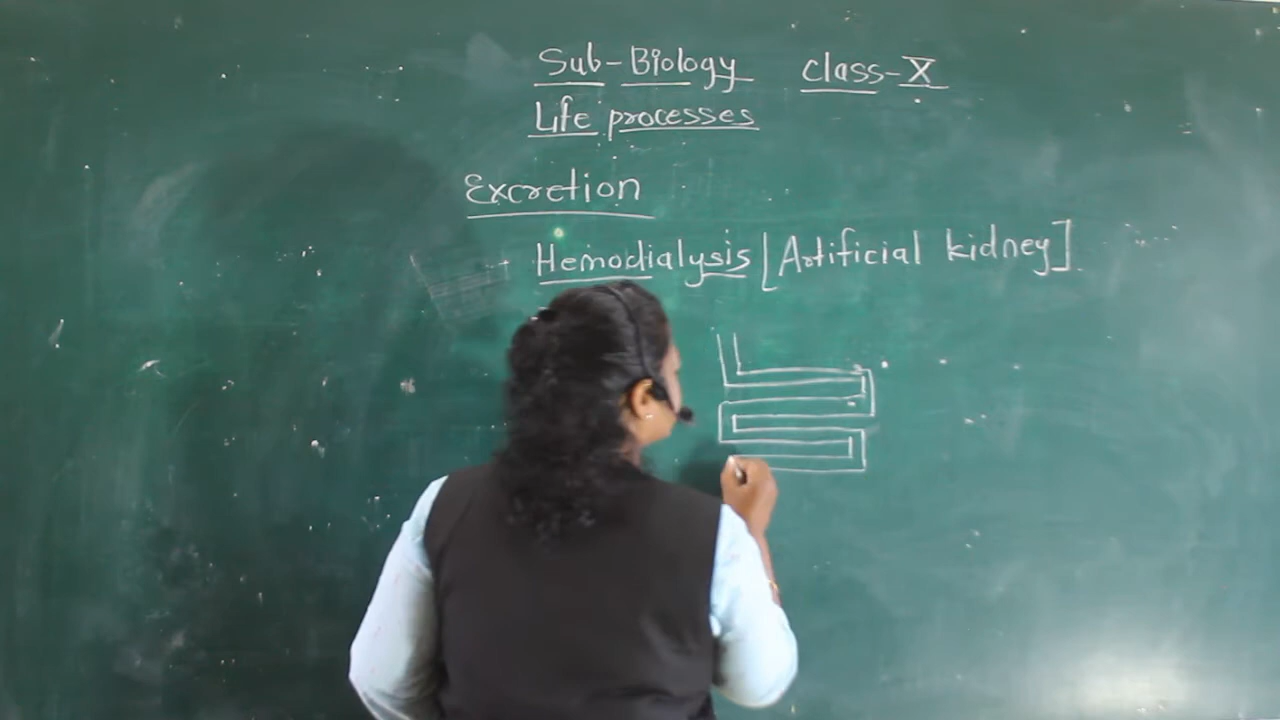 Sub-Biology class-X
Life processes
Excretion
Hemodialysis [Artificial kidney]